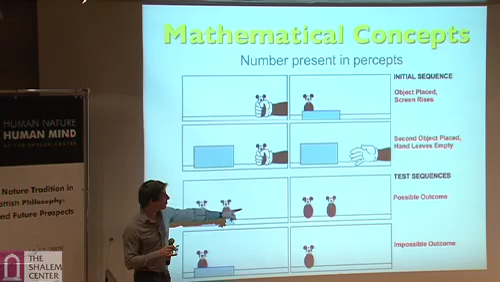 Mathematical Concepts
Number present in percepts
INITIAL SEQUENCE
Object Placed,
Screen Rises
Second Object Placed,
Hand Leaves Empty
TEST SEQUENCES
Possible Outcome
Impossible Outcome
HUMAN NATURE
HUMAN MIND
AT THE SHALEM CENTER
Nature Tradition in
ottish Philosophy:
nd Future Prospects
THE
SHALEM
CENTER